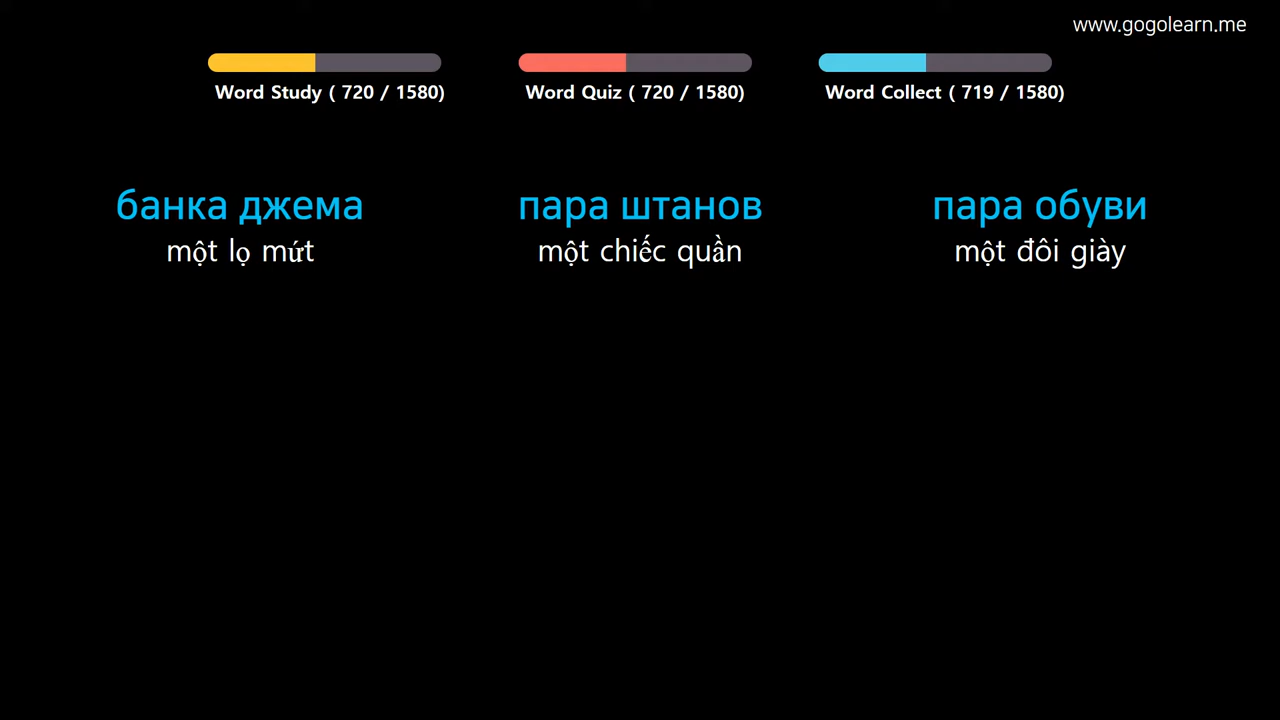 www.gogolearn.me
Word Study ( 720 / 1580)
Word Quiz ( 720 / 1580)
Word Collect ( 719 / 1580)
банка джема
một lọ mứt
пара штанов
một chiếc quần
пара обуви
một đôi giày